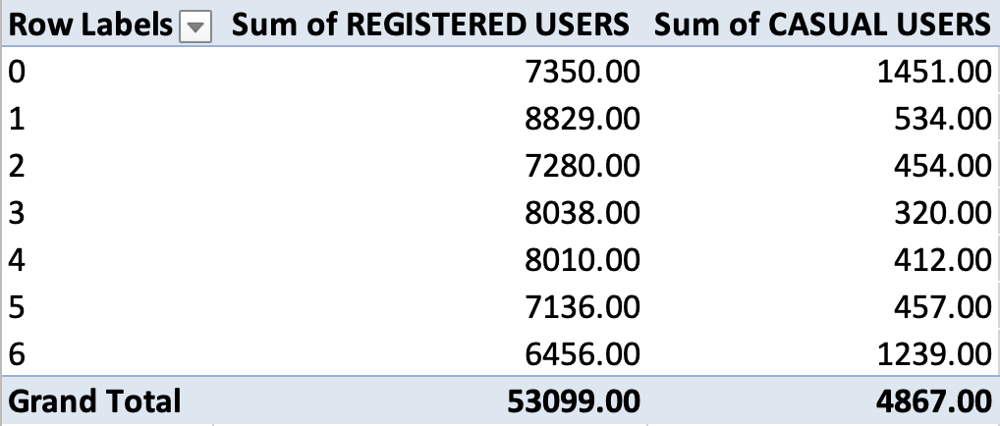 Row Labels Sum of REGISTERED USERS Sum of CASUAL USERS
0 7350.00 1451.00
1 8829.00 534.00
2 7280.00 454.00
3 8038.00 320.00
4 8010.00 412.00
5 7136.00 457.00
6 6456.00 1239.00
Grand Total 53099.00 4867.00